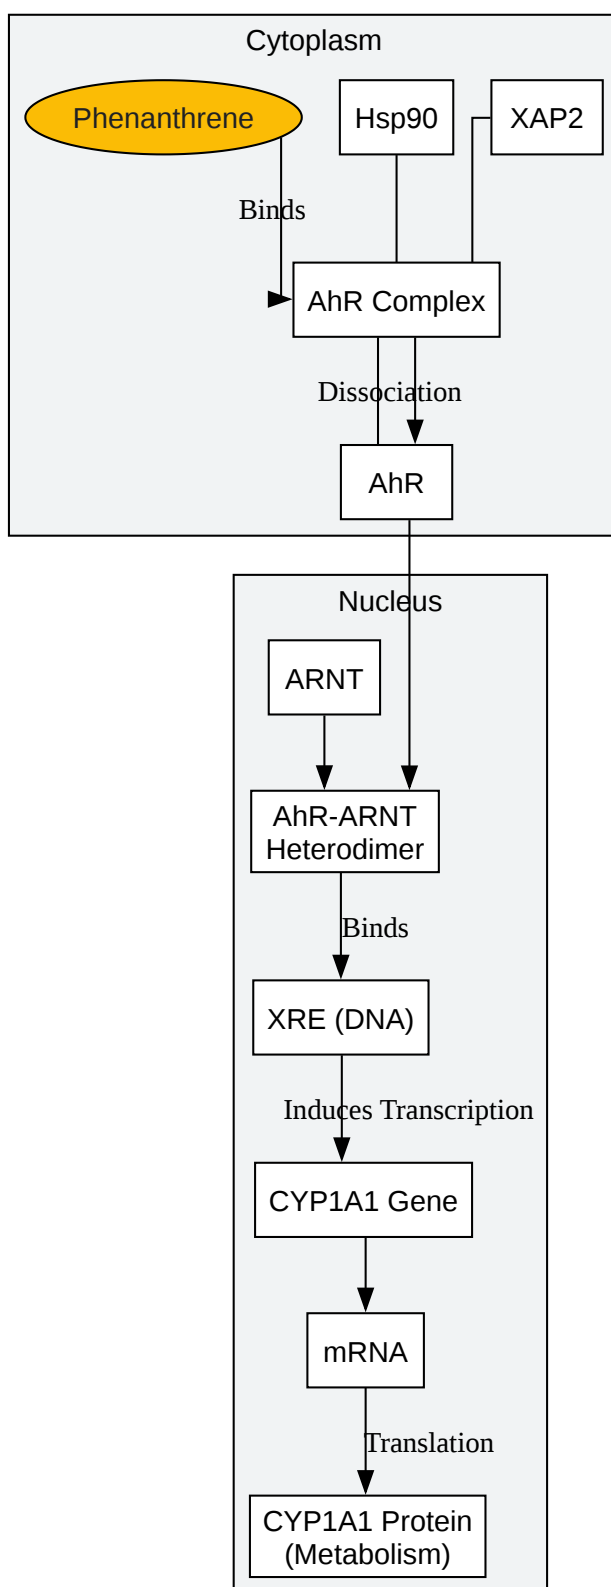 Cytoplasm
Phenanthrene
Hsp90
XAP2
Binds
AhR Complex
Dissociation
AhR
Nucleus
ARNT
AhR-ARNT
Heterodimer
Binds
XRE (DNA)
Induces Transcription
CYP1A1 Gene
mRNA
Translation
CYP1A1 Protein
(Metabolism)